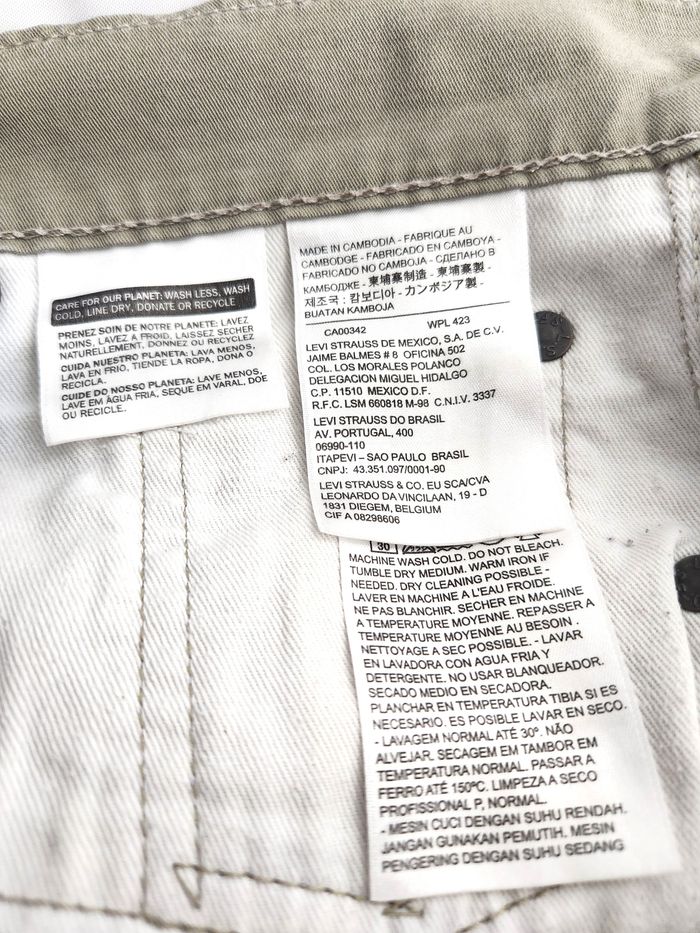 CARE FOR OUR PLANET: WASH LESS, WASH
COLD, LINE DRY, DONATE OR RECYCLE
PRENEZ SOIN DE NOTRE PLANETE: LAVEZ
MOINS, LAVEZ A FROID, LAISSEZ SECHER
NATURELLEMENT, DONNEZ OU RECYCLEZ
CUIDA NUESTRO PLANETA: LAVA MENOS,
LAVA EN FRIO, TIENDE LA ROPA, DONA O
RECICLA.
CUIDE DO NOSSO PLANETA: LAVE MENOS,
LAVE EM ÁGUA FRIA, SEQUE EM VARAL, DOE
OU RECICLE.
MADE IN CAMBODIA - FABRIQUE AU
CAMBODGE - FABRICADO EN CAMBOYA -
FABRICADO NO CAMBOJA - СДЕЛАНО В
КАМБОДЖЕ - 柬埔寨制造 - 柬埔寨製 -
제조국 : 캄보디아 - カンボジア製 -
BUATAN KAMBOJA
CA00342 WPL 423
LEVI STRAUSS DE MEXICO, S.A. DE C.V.
JAIME BALMES # 8 OFICINA 502
COL. LOS MORALES POLANCO
DELEGACION MIGUEL HIDALGO
C.P. 11510 MEXICO D.F.
R.F.C. LSM 660818 M-98 C.N.I.V. 3337
LEVI STRAUSS DO BRASIL
AV. PORTUGAL, 400
06990-110
ITAPEVI – SAO PAULO BRASIL
CNPJ: 43.351.097/0001-90
LEVI STRAUSS & CO. EU SCA/CVA
LEONARDO DA VINCILAAN, 19 - D
1831 DIEGEM, BELGIUM
CIF A 08298606
30
MACHINE WASH COLD. DO NOT BLEACH.
TUMBLE DRY MEDIUM. WARM IRON IF
NEEDED. DRY CLEANING POSSIBLE -
LAVER EN MACHINE A L'EAU FROIDE.
NE PAS BLANCHIR. SECHER EN MACHINE
A TEMPERATURE MOYENNE. REPASSER A
TEMPERATURE MOYENNE AU BESOIN .
NETTOYAGE A SEC POSSIBLE. - LAVAR
EN LAVADORA CON AGUA FRIA Y
DETERGENTE. NO USAR BLANQUEADOR.
SECADO MEDIO EN SECADORA.
PLANCHAR EN TEMPERATURA TIBIA SI ES
NECESARIO. ES POSIBLE LAVAR EN SECO.
- LAVAGEM NORMAL ATÉ 30°. NÃO
ALVEJAR. SECAGEM EM TAMBOR EM
TEMPERATURA NORMAL. PASSAR A
FERRO ATÉ 150ºC. LIMPEZA A SECO
PROFISSIONAL P, NORMAL.
- MESIN CUCI DENGAN SUHU RENDAH.
JANGAN GUNAKAN PEMUTIH. MESIN
PENGERING DENGAN SUHU SEDANG